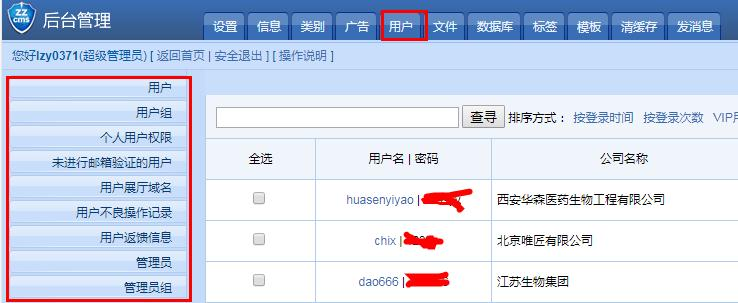 ZZ
cms
后台管理
设置 信息 类别 广告 用户 文件 数据库 标签 模板 清缓存 发消息
您好lzy0371(超级管理员) [ 返回首页 | 安全退出 ] [ 操作说明 ]
用户
用户组
个人用户权限
未进行邮箱验证的用户
用户展厅域名
用户不良操作记录
用户返馈信息
管理员
管理员组
查寻 排序方式： 按登录时间 按登录次数 VIP用
全选 用户名 | 密码 公司名称
huasenyiyao | 西安华森医药生物工程有限公司
chix | 北京唯匠有限公司
dao666 | 江苏生物集团